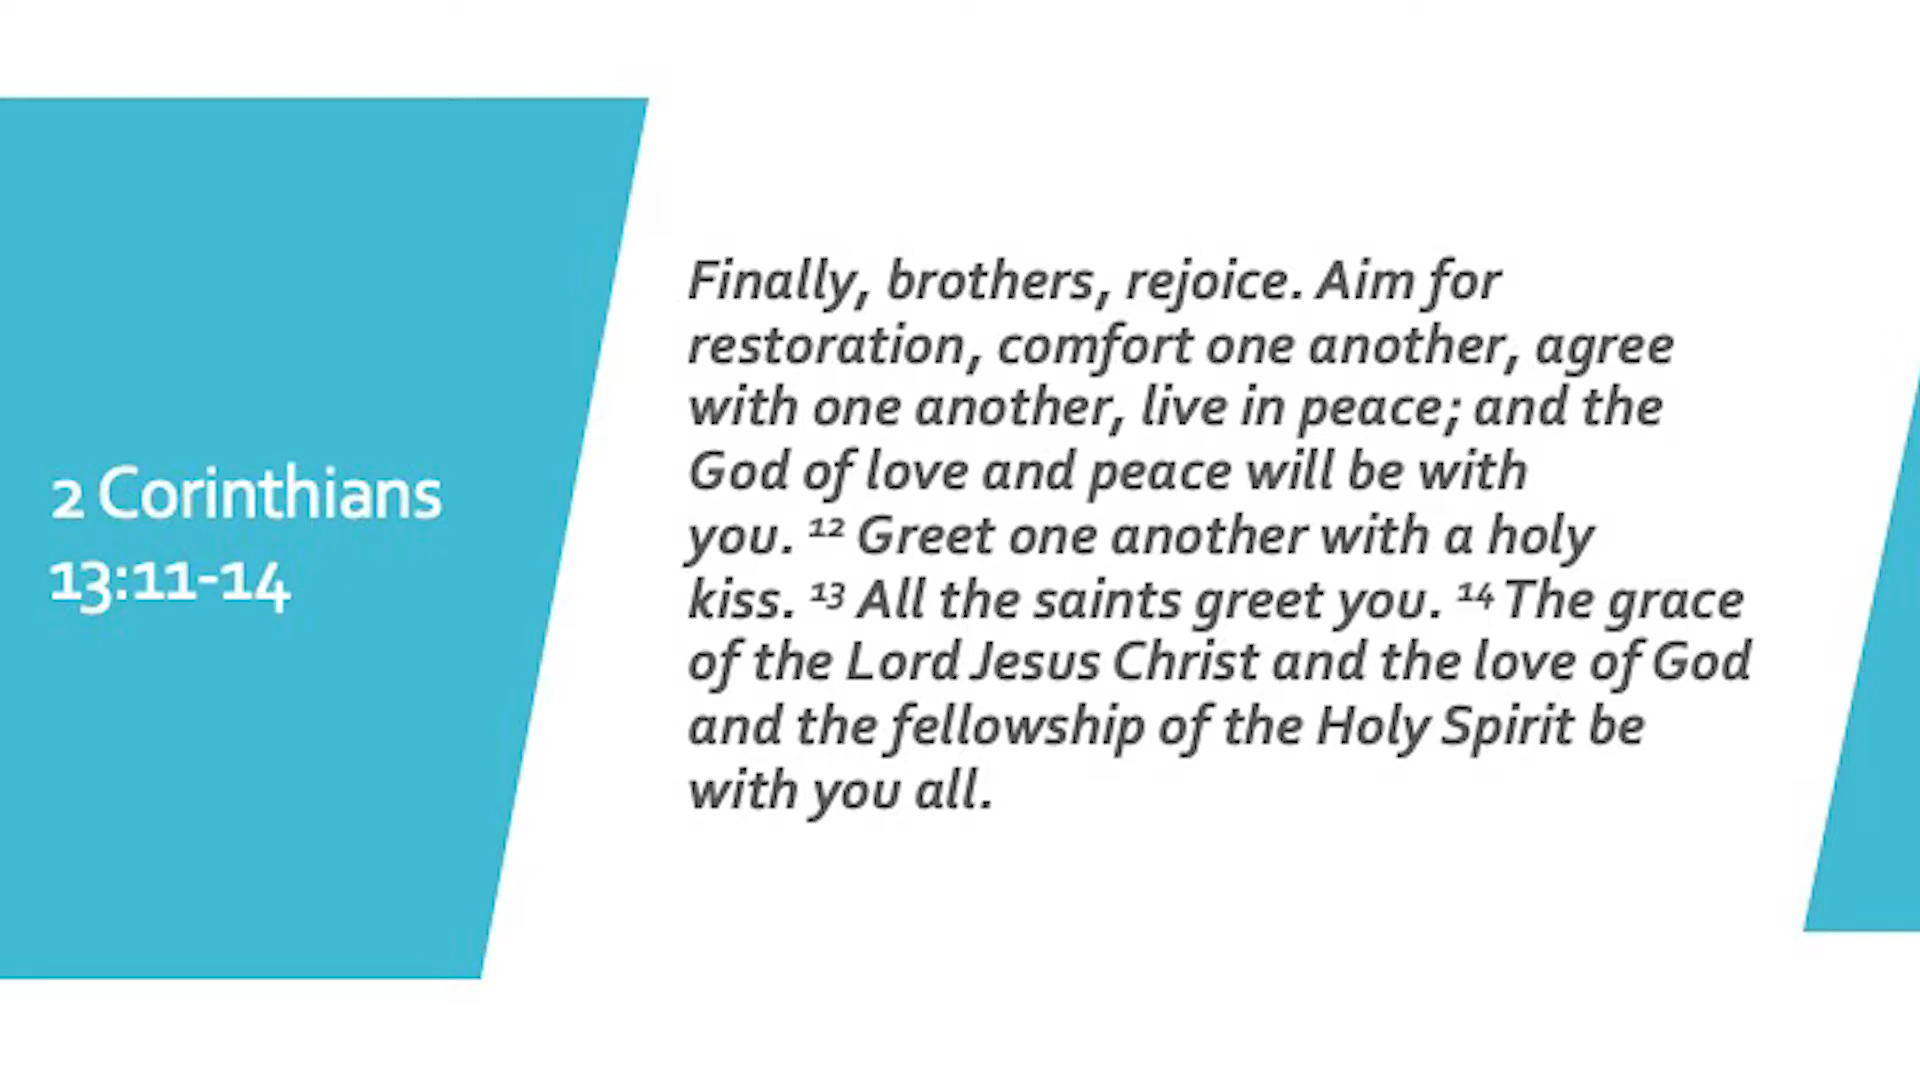 2 Corinthians
13:11-14
Finally, brothers, rejoice. Aim for
restoration, comfort one another, agree
with one another, live in peace; and the
God of love and peace will be with
you. 12 Greet one another with a holy
kiss. 13 All the saints greet you. 14 The grace
of the Lord Jesus Christ and the love of God
and the fellowship of the Holy Spirit be
with you all.